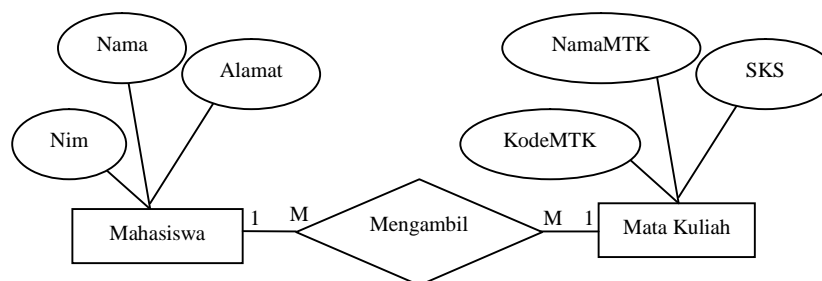 Nama
NamaMTK
Alamat
SKS
Nim
KodeMTK
Mahasiswa
1
M
Mengambil
M
1
Mata Kuliah